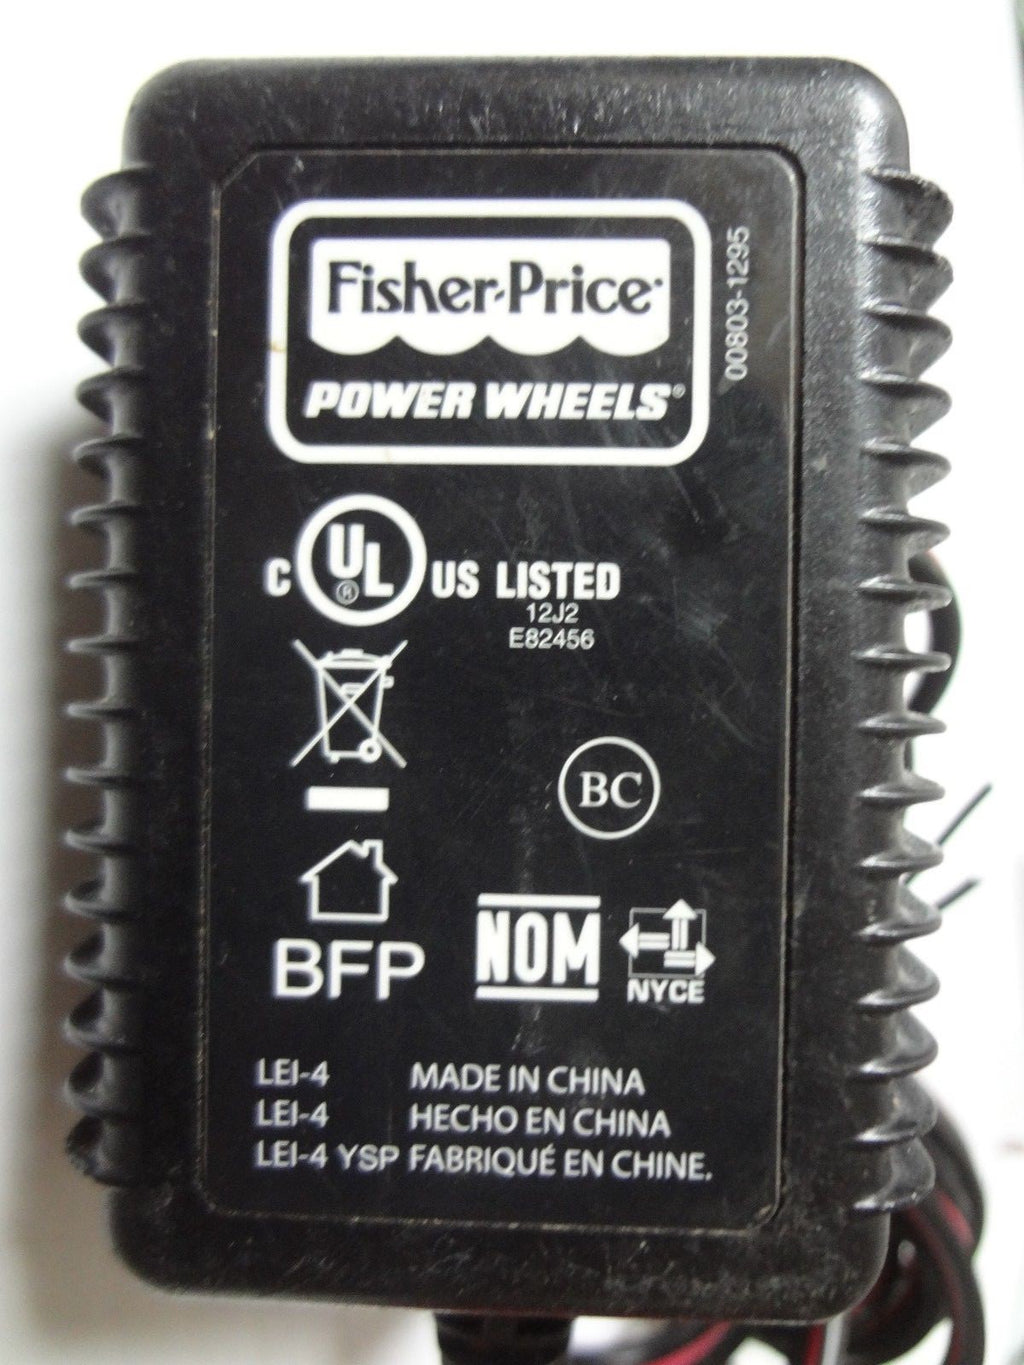 Fisher-Price
POWER WHEELS®
00803-1295
C UL® US LISTED
12J2
E82456
BC
BFP
NOM
NYCE
LEI-4 MADE IN CHINA
LEI-4 HECHO EN CHINA
LEI-4 YSP FABRIQUÉ EN CHINE.